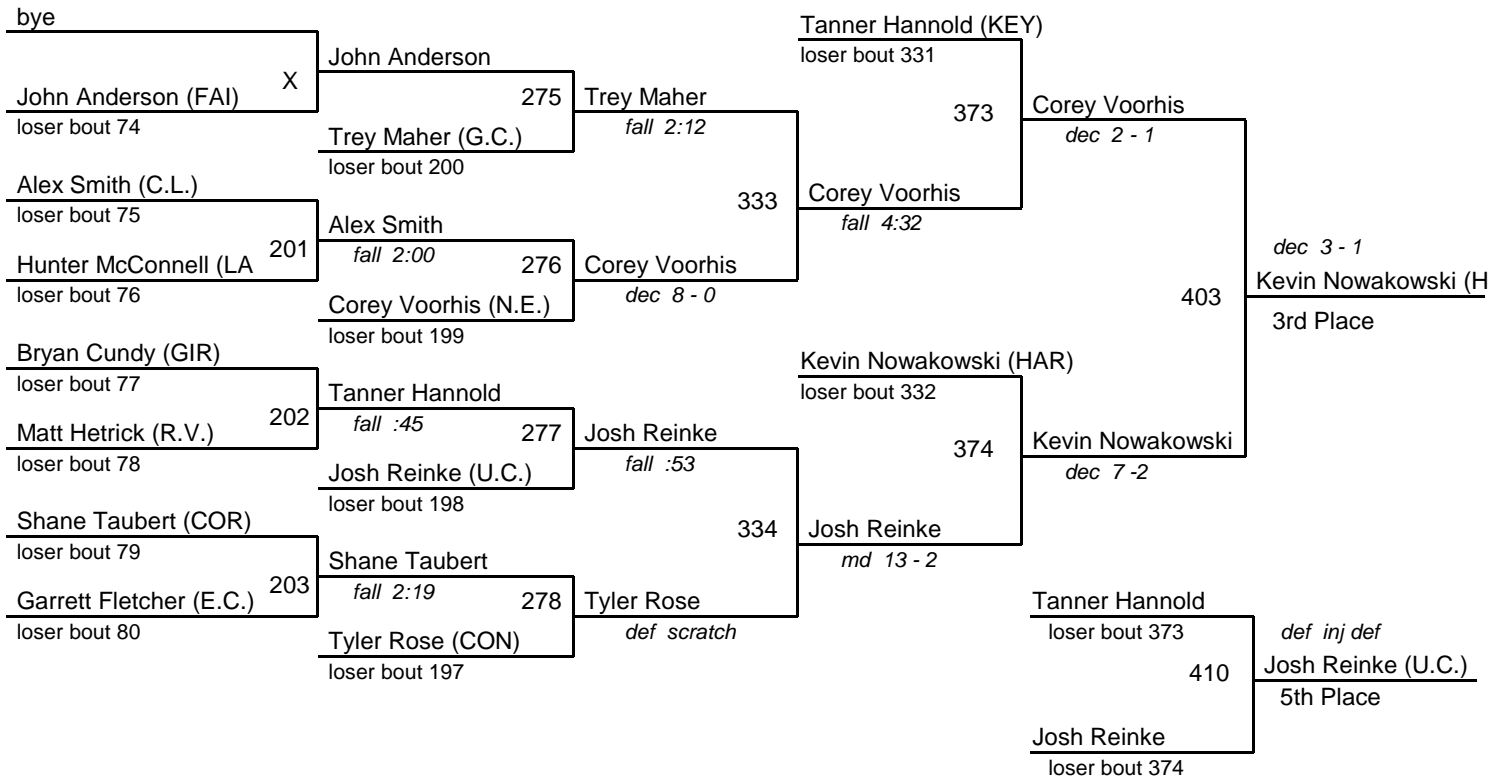 bye
X
John Anderson (FAI)
loser bout 74
Alex Smith (C.L.)
loser bout 75
201
Hunter McConnell (LA
loser bout 76
Bryan Cundy (GIR)
loser bout 77
202
Matt Hetrick (R.V.)
loser bout 78
Shane Taubert (COR)
loser bout 79
203
Garrett Fletcher (E.C.)
loser bout 80
John Anderson
275
Trey Maher (G.C.)
loser bout 200
Alex Smith
fall 2:00
276
Corey Voorhis (N.E.)
loser bout 199
Tanner Hannold
fall :45
277
Josh Reinke (U.C.)
loser bout 198
Shane Taubert
fall 2:19
278
Tyler Rose (CON)
loser bout 197
Trey Maher
fall 2:12
333
Corey Voorhis
dec 8 - 0
Josh Reinke
fall :53
334
Tyler Rose
def scratch
Tanner Hannold (KEY)
loser bout 331
373
Corey Voorhis
fall 4:32
Kevin Nowakowski (HAR)
loser bout 332
374
Josh Reinke
md 13 - 2
Corey Voorhis
dec 2 - 1
403
Kevin Nowakowski
dec 7 -2
dec 3 - 1
Kevin Nowakowski (H
3rd Place
Tanner Hannold
loser bout 373
410
Josh Reinke
loser bout 374
def inj def
Josh Reinke (U.C.)
5th Place